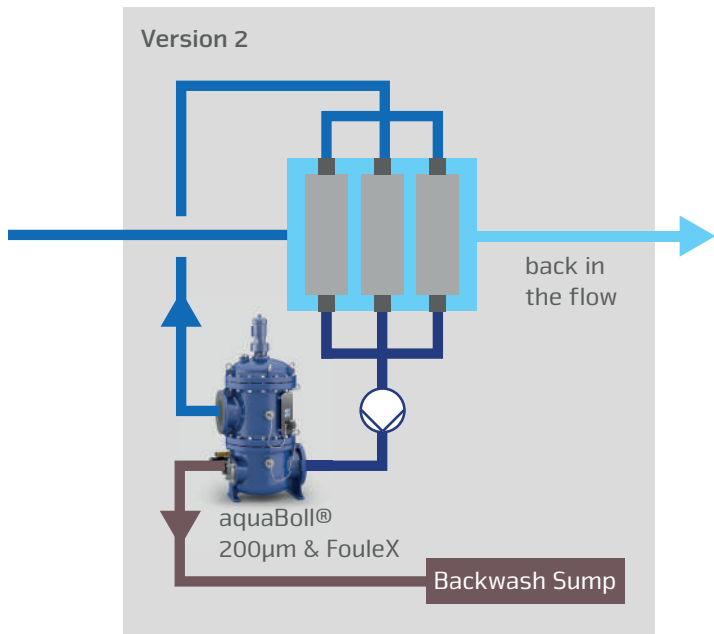 Version 2
back in
the flow
aquaBoll®
200µm & FouleX
Backwash Sump